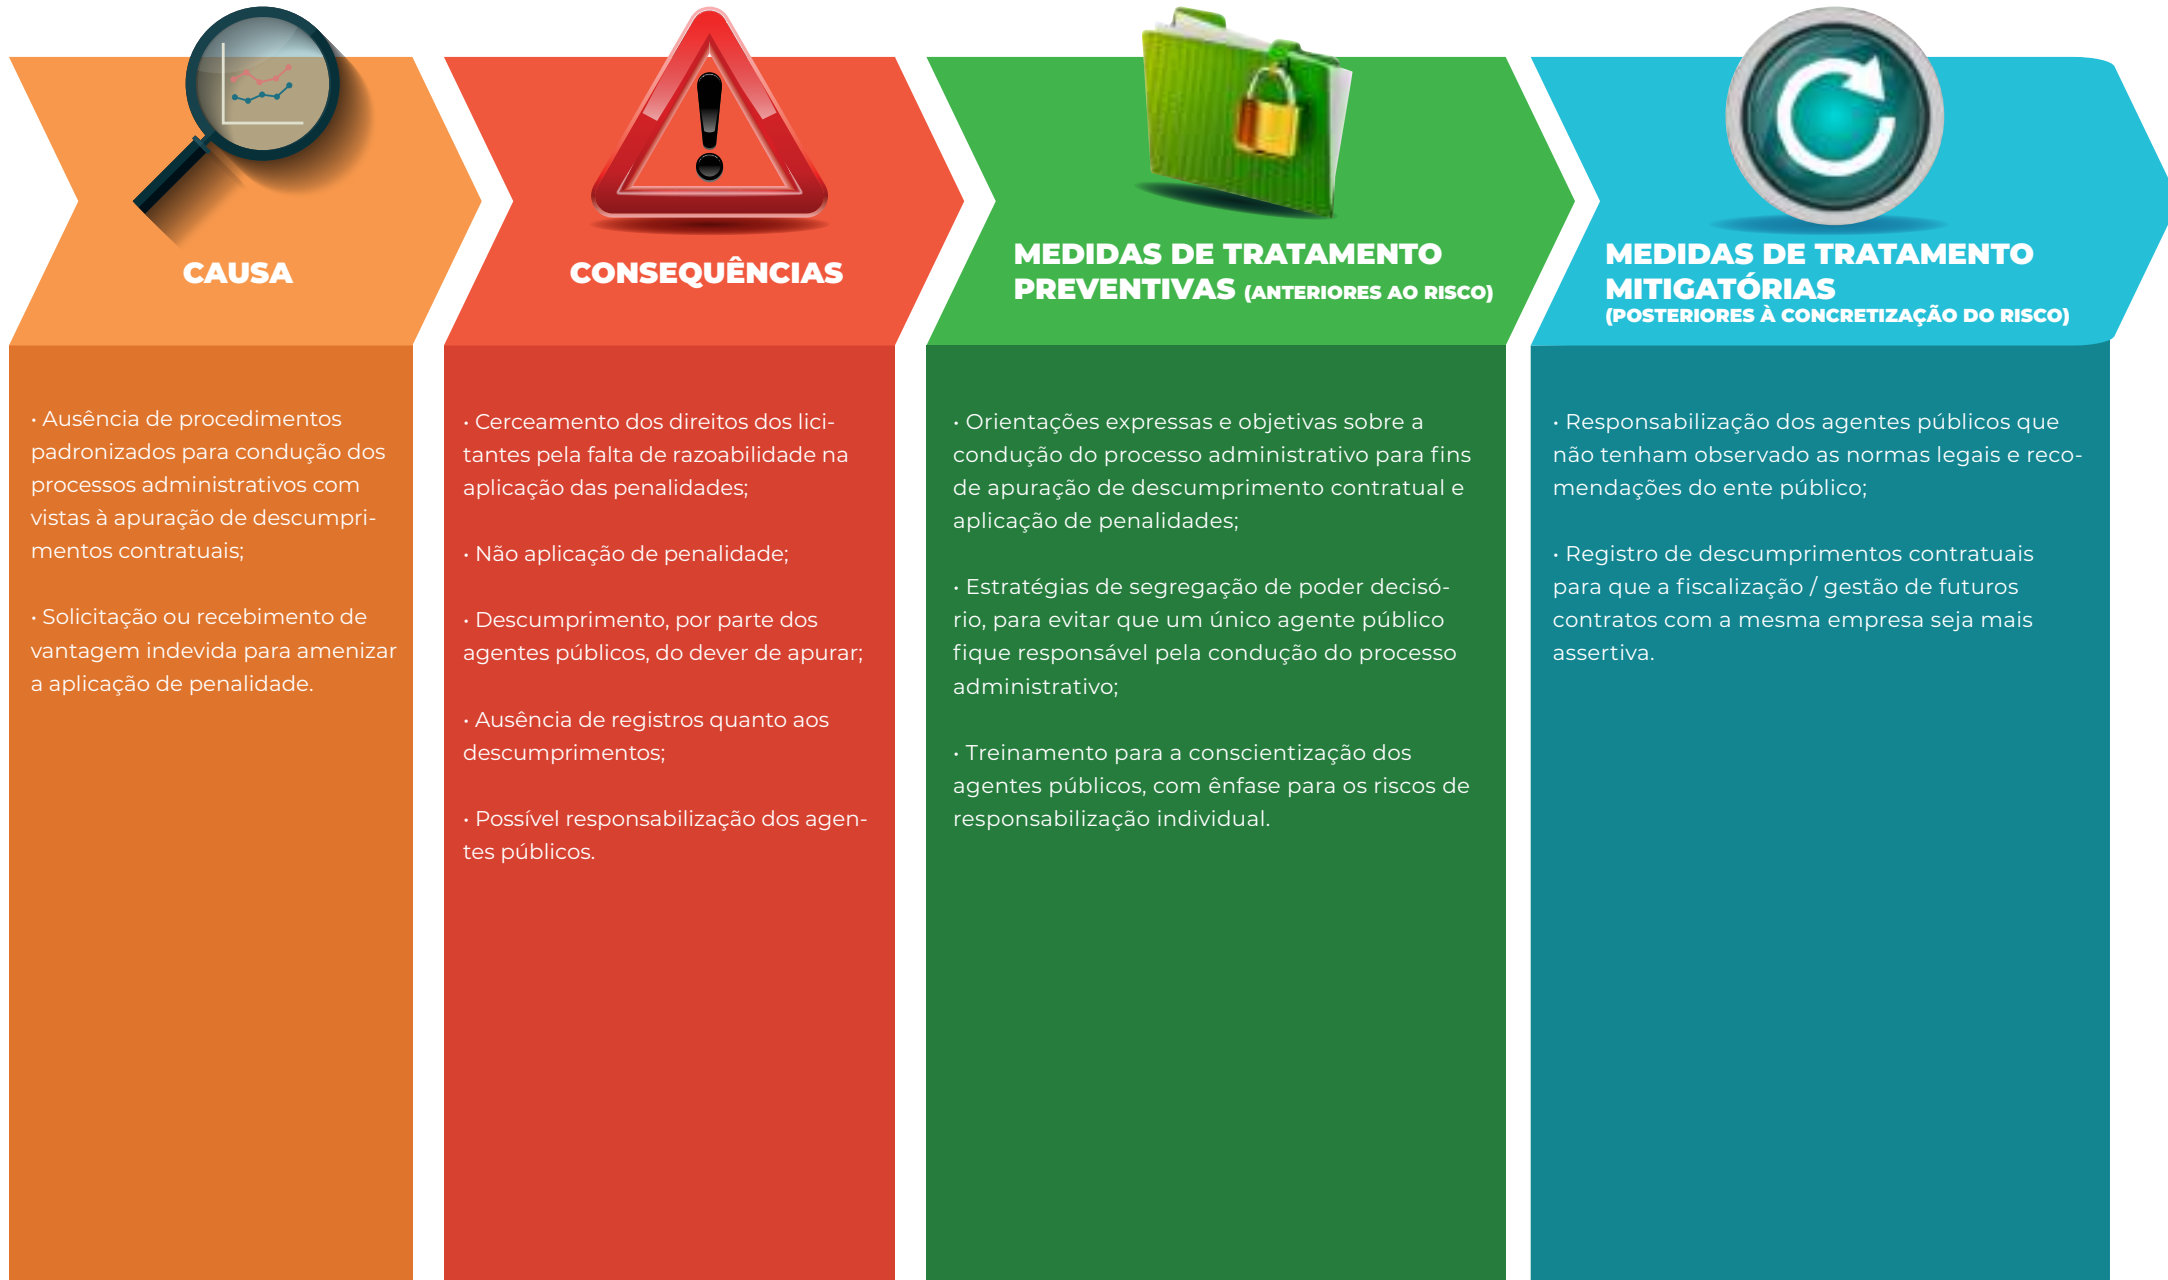 CAUSA
• Ausência de procedimentos
padronizados para condução dos
processos administrativos com
vistas à apuração de descumpri-
mentos contratuais;
• Solicitação ou recebimento de
vantagem indevida para amenizar
a aplicação de penalidade.
CONSEQUÊNCIAS
• Cerceamento dos direitos dos lici-
tantes pela falta de razoabilidade na
aplicação das penalidades;
• Não aplicação de penalidade;
• Descumprimento, por parte dos
agentes públicos, do dever de apurar;
• Ausência de registros quanto aos
descumprimentos;
• Possível responsabilização dos agen-
tes públicos.
MEDIDAS DE TRATAMENTO
PREVENTIVAS (ANTERIORES AO RISCO)
• Orientações expressas e objetivas sobre a
condução do processo administrativo para fins
de apuração de descumprimento contratual e
aplicação de penalidades;
• Estratégias de segregação de poder decisó-
rio, para evitar que um único agente público
fique responsável pela condução do processo
administrativo;
• Treinamento para a conscientização dos
agentes públicos, com ênfase para os riscos de
responsabilização individual.
MEDIDAS DE TRATAMENTO
MITIGATÓRIAS
(POSTERIORES À CONCRETIZAÇÃO DO RISCO)
• Responsabilização dos agentes públicos que
não tenham observado as normas legais e reco-
mendações do ente público;
• Registro de descumprimentos contratuais
para que a fiscalização / gestão de futuros
contratos com a mesma empresa seja mais
assertiva.